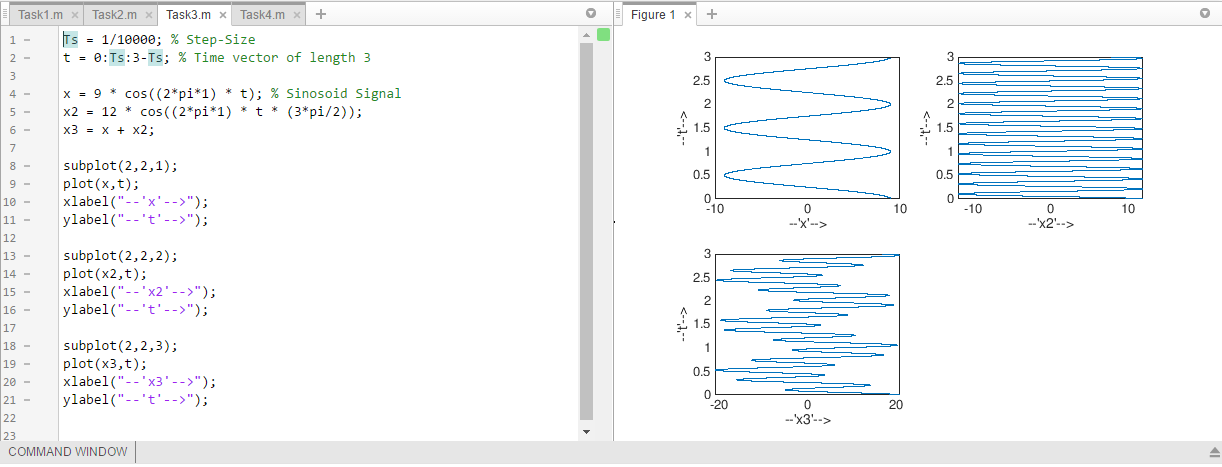 Task1.m × Task2.m × Task3.m × Task4.m × +
1 – Ts = 1/10000; % Step-Size
2 – t = 0:Ts:3-Ts; % Time vector of length 3
3
4 – x = 9 * cos((2*pi*1) * t); % Sinosoid Signal
5 – x2 = 12 * cos((2*pi*1) * t * (3*pi/2));
6 – x3 = x + x2;
7
8 – subplot(2,2,1);
9 – plot(x,t);
10 – xlabel("--'x'-->");
11 – ylabel("--'t'-->");
12
13 – subplot(2,2,2);
14 – plot(x2,t);
15 – xlabel("--'x2'-->");
16 – ylabel("--'t'-->");
17
18 – subplot(2,2,3);
19 – plot(x3,t);
20 – xlabel("--'x3'-->");
21 – ylabel("--'t'-->");
22
23
COMMAND WINDOW
Figure 1 × +
3
2.5
2
1.5
1
0.5
0
--'t'-->
-10 0 10
--'x'-->
3
2.5
2
1.5
1
0.5
0
--'t'-->
-10 0 10
--'x2'-->
3
2.5
2
1.5
1
0.5
0
--'t'-->
-20 0 20
--'x3'-->